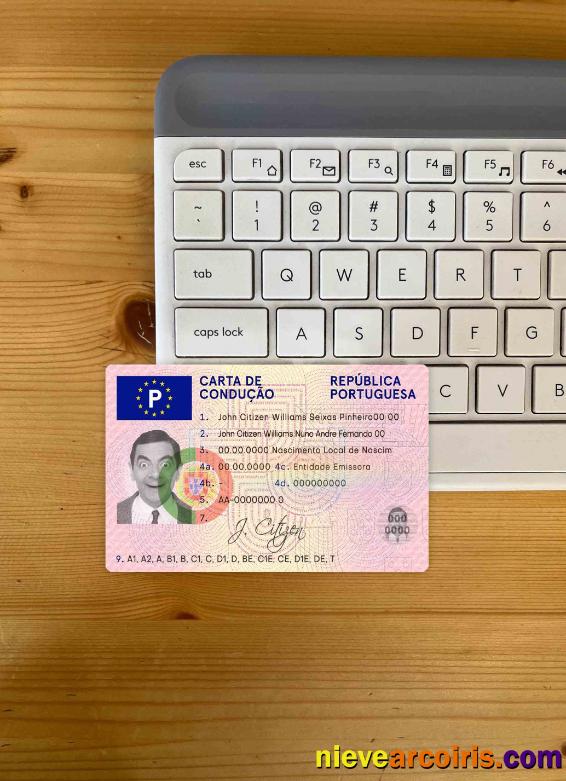 esc F1 F2 F3 F4 F5 F6
~ ! @ # $ % ^
` 1 2 3 4 5 6
tab Q W E R T
caps lock A S D F G
C V B
P
CARTA DE CONDUÇÃO
REPÚBLICA PORTUGUESA
1. John Citizen Williams Seixas Pinheiro00 00
2. John Citizen Williams Nuno Andre Fernando 00
3. 00.00.0000 Nascimento Local de Nascim
4a. 00.00.0000 4c. Entidade Emissora
4b. - 4d. 000000000
5. AA-0000000 0
7. J. Citizen
000
0000
9. A1, A2, A, B1, B, C1, C, D1, D, BE, C1E, CE, D1E, DE, T
nievearcoiris.com